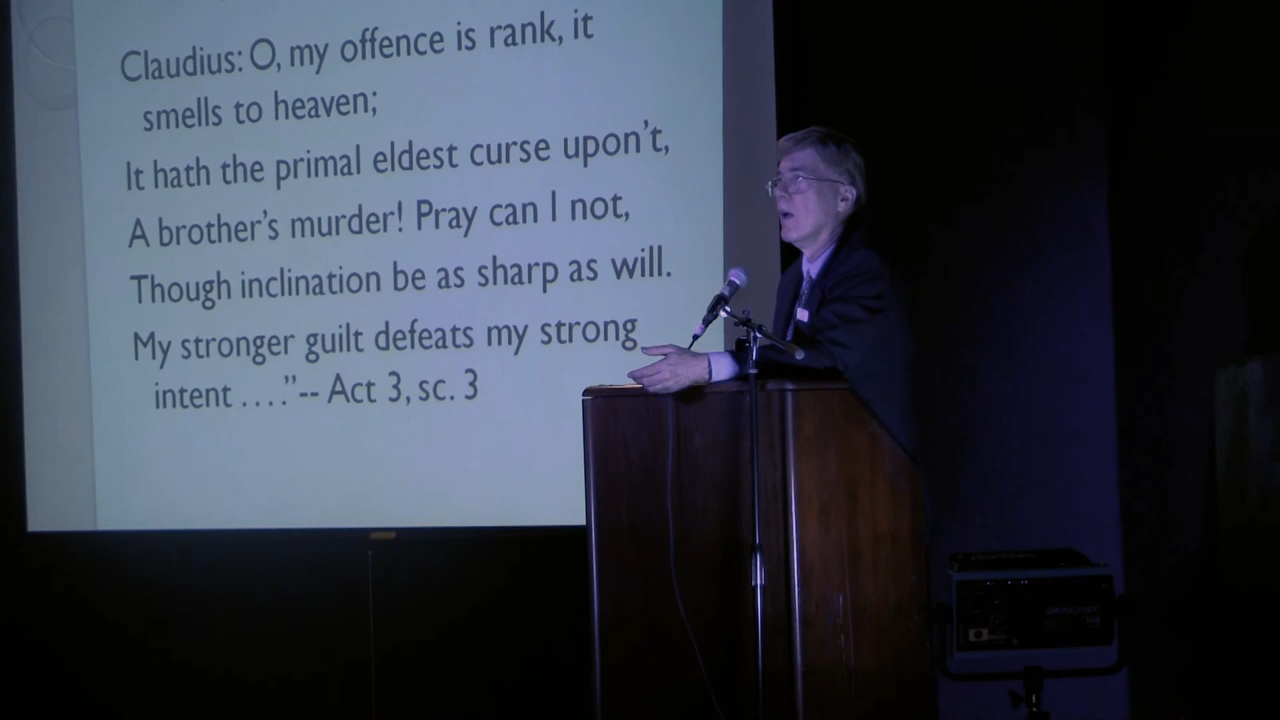 Claudius: O, my offence is rank, it
smells to heaven;
It hath the primal eldest curse upon't,
A brother's murder! Pray can I not,
Though inclination be as sharp as will.
My stronger guilt defeats my strong
intent . . . ."-- Act 3, sc. 3